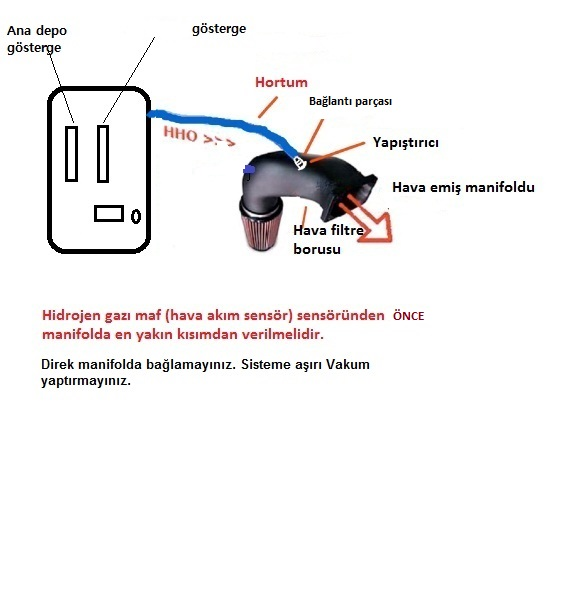 Ana depo
gösterge
gösterge
Hortum
Bağlantı parçası
HHO >>>
Yapıştırıcı
Hava emiş manifoldu
Hava filtre
borusu
Hidrojen gazı maf (hava akım sensör) sensöründen ÖNCE
manifolda en yakın kısımdan verilmelidir.
Direk manifolda bağlamayınız. Sisteme aşırı Vakum
yaptırmayınız.